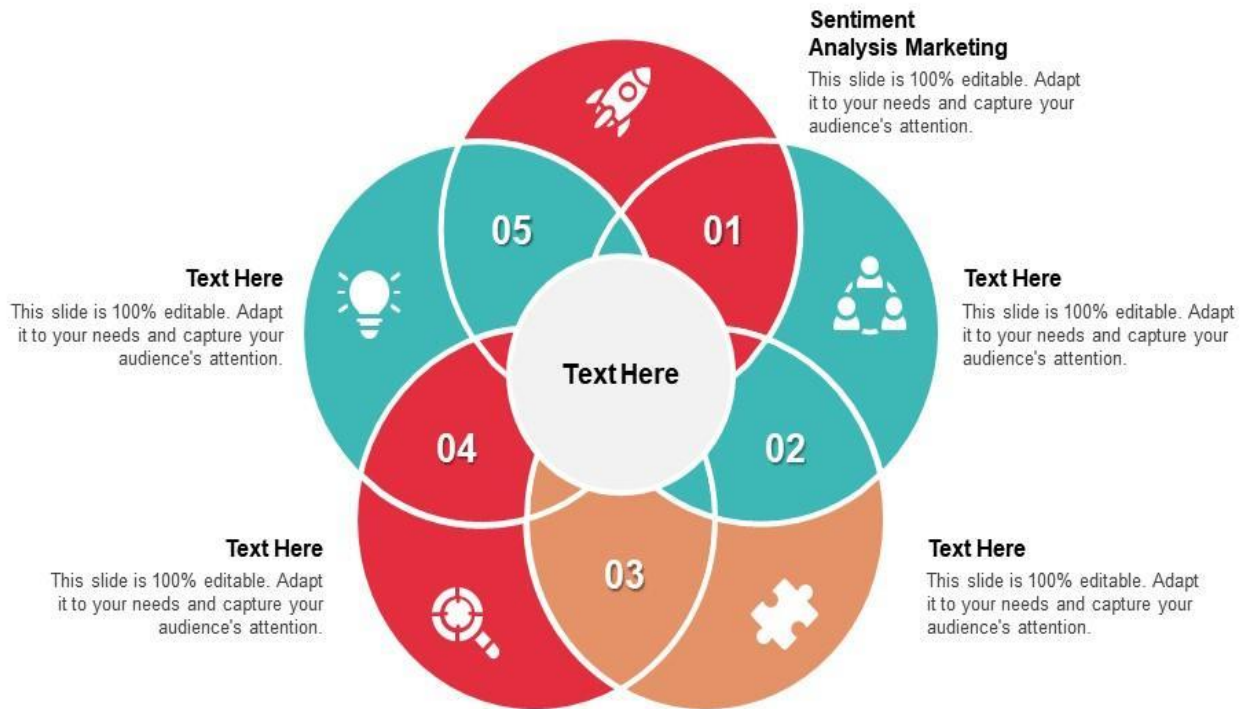 Sentiment
Analysis Marketing
This slide is 100% editable. Adapt
it to your needs and capture your
audience's attention.
05
01
Text Here
This slide is 100% editable. Adapt
it to your needs and capture your
audience's attention.
Text Here
This slide is 100% editable. Adapt
it to your needs and capture your
audience's attention.
Text Here
04
02
Text Here
This slide is 100% editable. Adapt
it to your needs and capture your
audience's attention.
03
Text Here
This slide is 100% editable. Adapt
it to your needs and capture your
audience's attention.